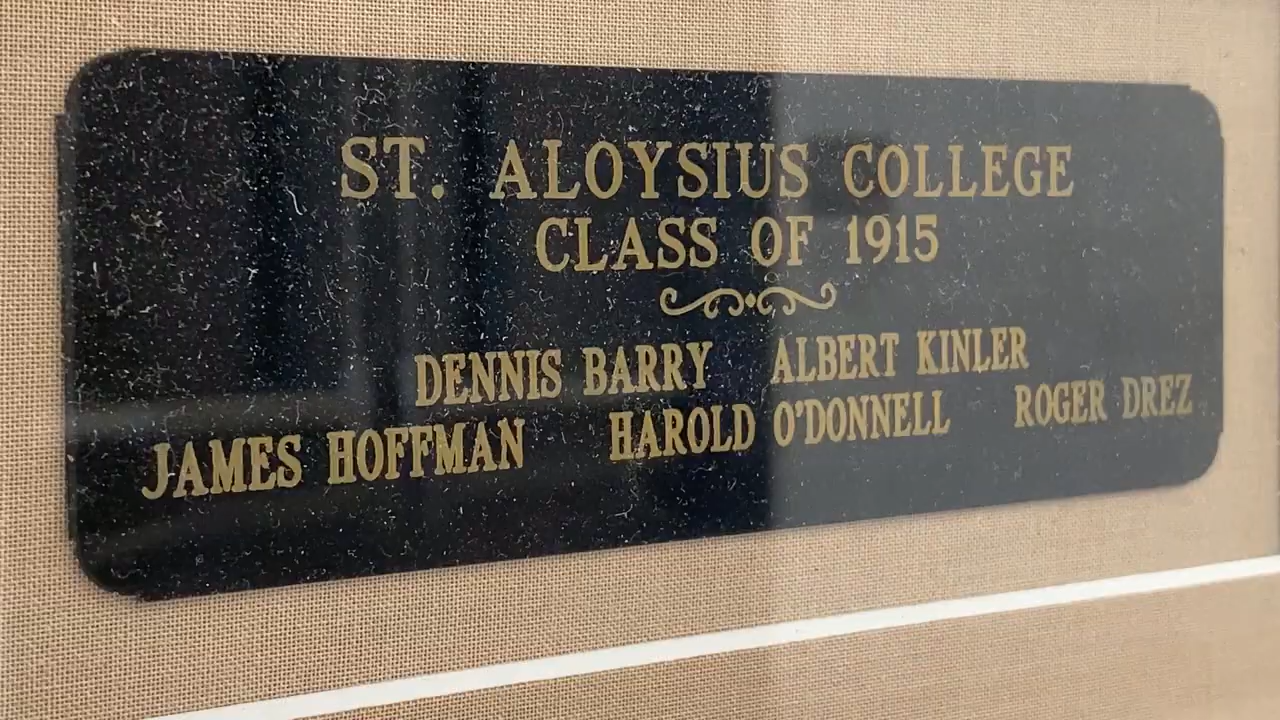 ST. ALOYSIUS COLLEGE
CLASS OF 1915
DENNIS BARRY ALBERT KINLER
JAMES HOFFMAN HAROLD O'DONNELL ROGER DREZ